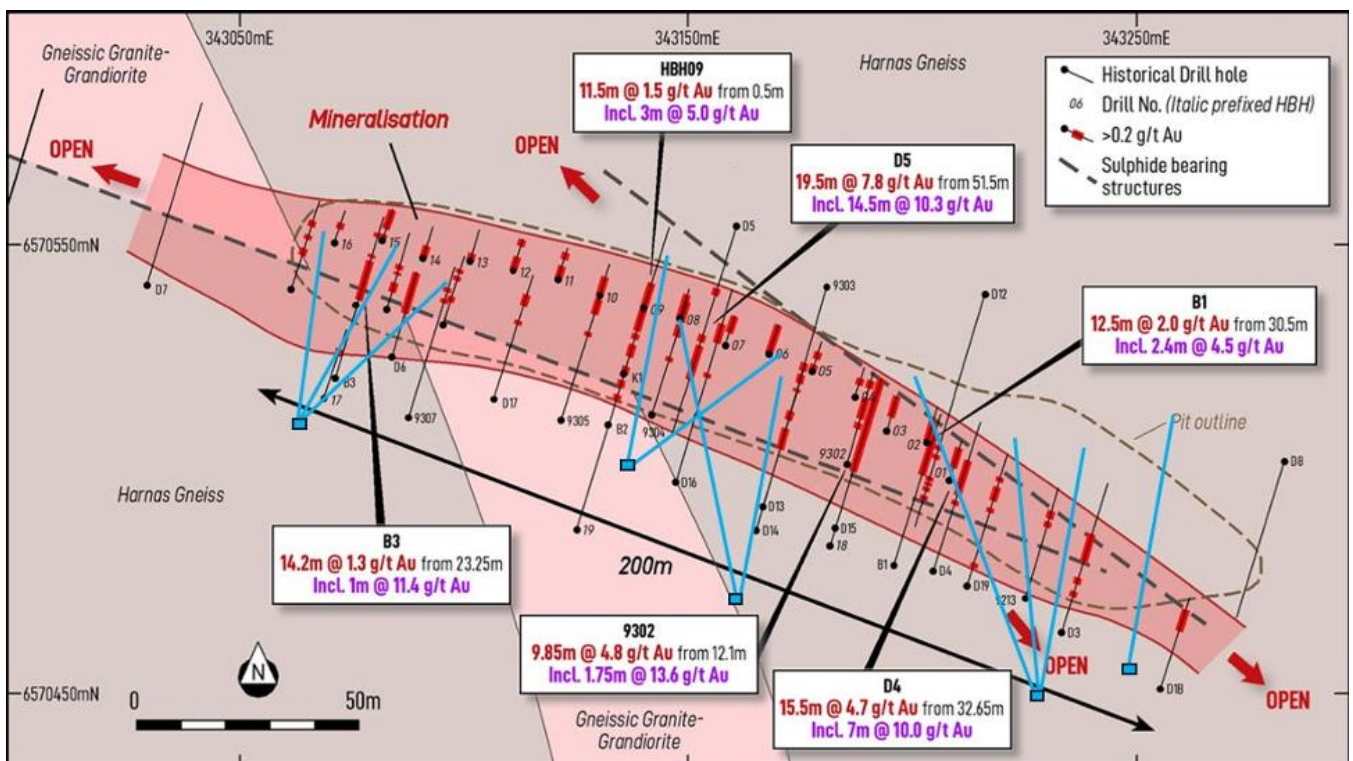 343050mE
343150mE
343250mE
Gneissic Granite-
Grandiorite
Harnas Gneiss
HBH09
11.5m @ 1.5 g/t Au from 0.5m
Incl. 3m @ 5.0 g/t Au
Historical Drill hole
06 Drill No. (Italic prefixed HBH)
>0.2 g/t Au
Sulphide bearing
structures
Mineralisation
OPEN
OPEN
D5
19.5m @ 7.8 g/t Au from 51.5m
Incl. 14.5m @ 10.3 g/t Au
6570550mN
D5
16
15
14
13
12
11
10
09
08
07
06
05
04
03
02
01
D7
9303
D12
B1
12.5m @ 2.0 g/t Au from 30.5m
Incl. 2.4m @ 4.5 g/t Au
D6
B3
17
9307
D17
9305
K1
B2
9304
Pit outline
9302
D8
D16
D13
D14
D15
18
19
B1
D4
D19
9213
D3
D1B
Harnas Gneiss
B3
14.2m @ 1.3 g/t Au from 23.25m
Incl. 1m @ 11.4 g/t Au
200m
9302
9.85m @ 4.8 g/t Au from 12.1m
Incl. 1.75m @ 13.6 g/t Au
OPEN
OPEN
D4
15.5m @ 4.7 g/t Au from 32.65m
Incl. 7m @ 10.0 g/t Au
6570450mN
N
0
50m
Gneissic Granite-
Grandiorite